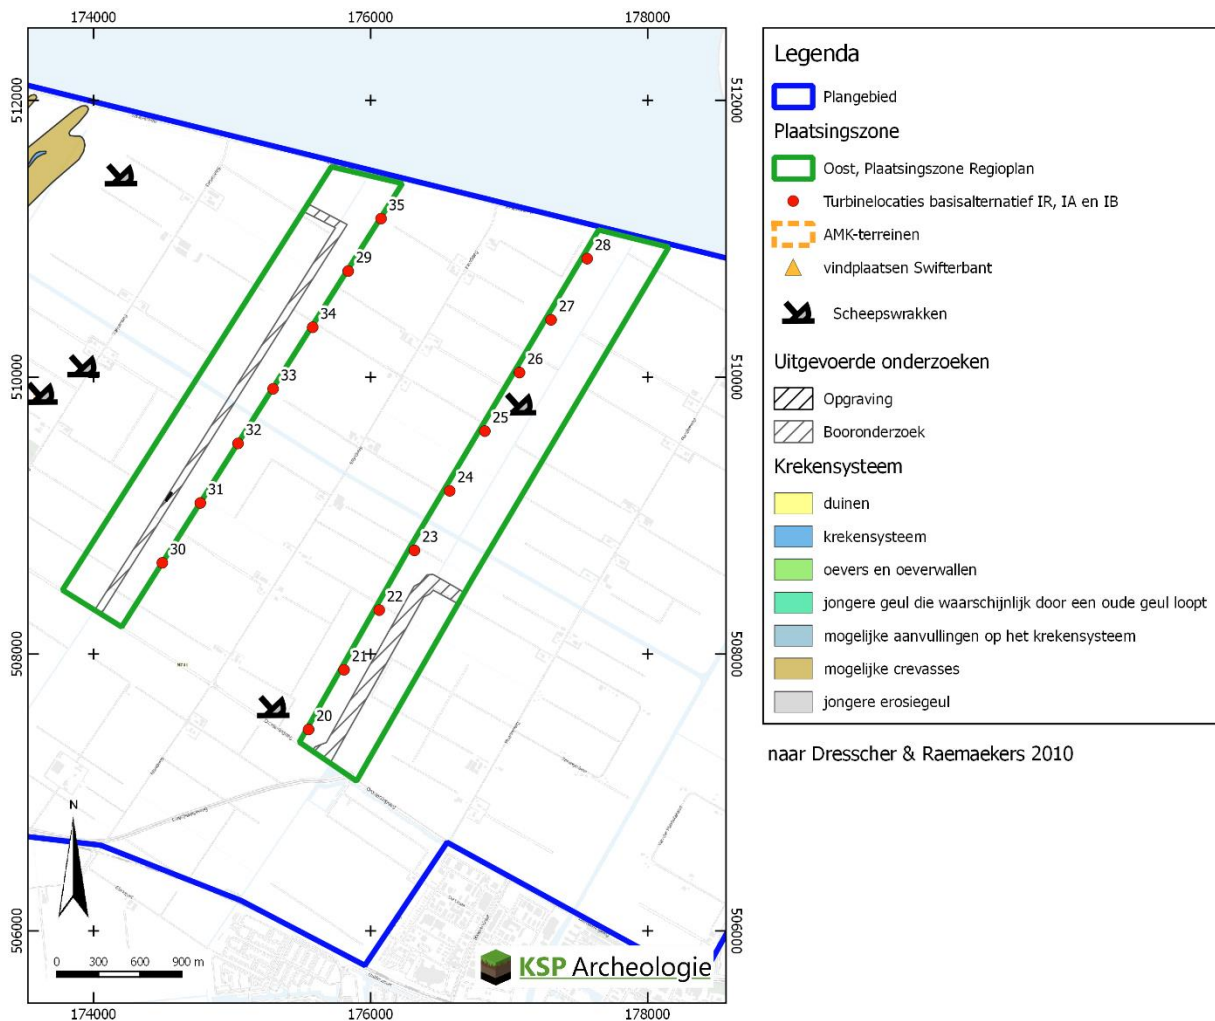 174000
176000
178000
512000
512000
510000
510000
508000
508000
506000
506000
35
29
34
33
32
31
30
28
27
26
25
24
23
22
21
20
N
0 300 600 900 m
KSP Archeologie
174000
176000
178000
Legenda
Plangebied
Plaatsingszone
Oost, Plaatsingszone Regioplan
Turbinelocaties basisalternatief IR, IA en IB
AMK-terreinen
vindplaatsen Swifterbant
Scheepswrakken
Uitgevoerde onderzoeken
Opgraving
Booronderzoek
Krekensysteem
duinen
krekensysteem
oevers en oeverwallen
jongere geul die waarschijnlijk door een oude geul loopt
mogelijke aanvullingen op het krekensysteem
mogelijke crevasses
jongere erosiegeul
naar Dresscher & Raemaekers 2010